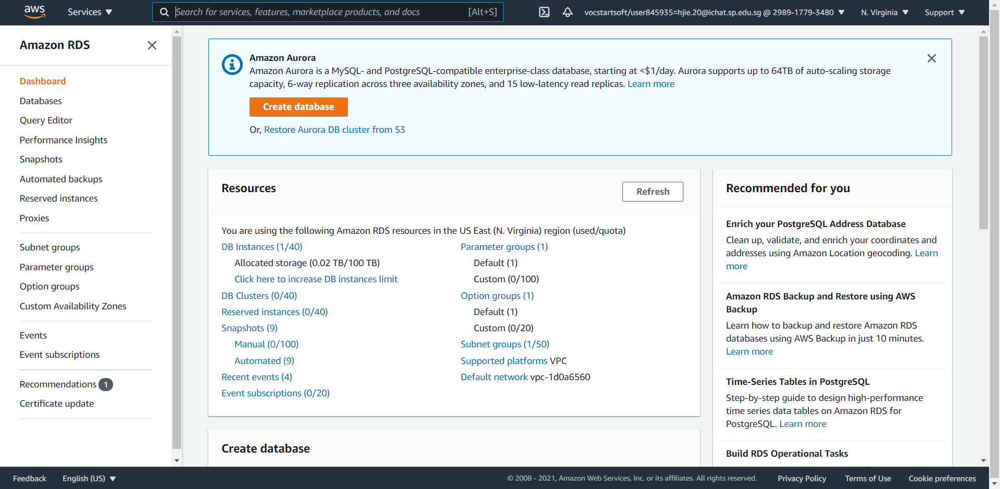 aws
Services
Search for services, features, marketplace products, and docs [Alt+S]
vocstartsoft/user845935=hjie.20@ichat.sp.edu.sg @ 2989-1779-3480
N. Virginia
Support
Amazon RDS
Dashboard
Databases
Query Editor
Performance Insights
Snapshots
Automated backups
Reserved instances
Proxies
Subnet groups
Parameter groups
Option groups
Custom Availability Zones
Events
Event subscriptions
Recommendations 1
Certificate update
Amazon Aurora
Amazon Aurora is a MySQL- and PostgreSQL-compatible enterprise-class database, starting at <$1/day. Aurora supports up to 64TB of auto-scaling storage
capacity, 6-way replication across three availability zones, and 15 low-latency read replicas. Learn more
Create database
Or, Restore Aurora DB cluster from S3
Resources
Refresh
You are using the following Amazon RDS resources in the US East (N. Virginia) region (used/quota)
DB Instances (1/40)
Allocated storage (0.02 TB/100 TB)
Click here to increase DB instances limit
DB Clusters (0/40)
Reserved instances (0/40)
Snapshots (9)
Manual (0/100)
Automated (9)
Recent events (4)
Event subscriptions (0/20)
Parameter groups (1)
Default (1)
Custom (0/100)
Option groups (1)
Default (1)
Custom (0/20)
Subnet groups (1/50)
Supported platforms VPC
Default network vpc-1d0a6560
Create database
Recommended for you
Enrich your PostgreSQL Address Database
Clean up, validate, and enrich your coordinates and
addresses using Amazon Location geocoding. Learn
more
Amazon RDS Backup and Restore using AWS
Backup
Learn how to backup and restore Amazon RDS
databases using AWS Backup in just 10 minutes.
Learn more
Time-Series Tables in PostgreSQL
Step-by-step guide to design high-performance
time series data tables on Amazon RDS for
PostgreSQL. Learn more
Build RDS Operational Tasks
Feedback
English (US)
© 2008 - 2021, Amazon Web Services, Inc. or its affiliates. All rights reserved.
Privacy Policy
Terms of Use
Cookie preferences